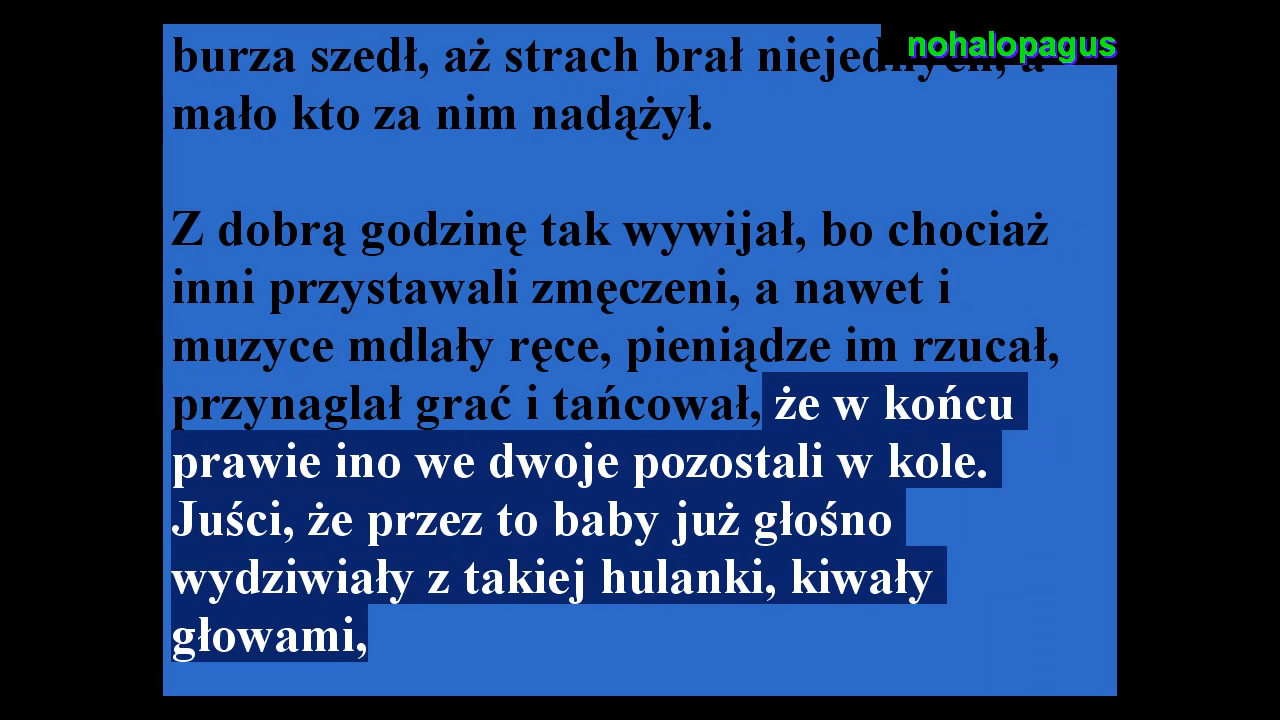 burza szedł, aż strach brał niejednych, a
nohalopagus
mało kto za nim nadążył.
Z dobrą godzinę tak wywijał, bo chociaż
inni przystawali zmęczeni, a nawet i
muzyce mdlały ręce, pieniądze im rzucał,
przynaglał grać i tańcował, że w końcu
prawie ino we dwoje pozostali w kole.
Juści, że przez to baby już głośno
wydziwiały z takiej hulanki, kiwały
głowami,